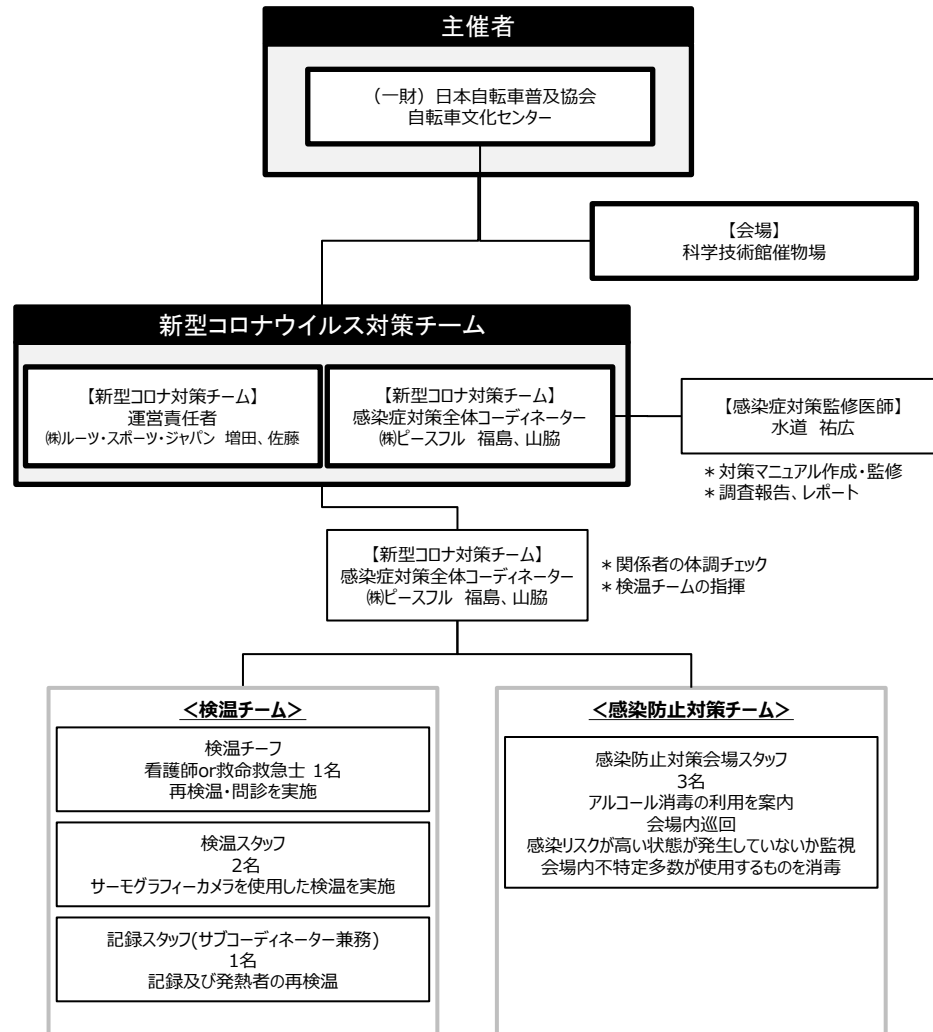 主催者
（一財）日本自転車普及協会
自転車文化センター
【会場】
科学技術館催物場
新型コロナウイルス対策チーム
【新型コロナ対策チーム】
運営責任者
㈱ルーツ・スポーツ・ジャパン 増田、佐藤
【新型コロナ対策チーム】
感染症対策全体コーディネーター
㈱ピースフル 福島、山脇
【感染症対策監修医師】
水道 祐広
＊対策マニュアル作成・監修
＊調査報告、レポート
【新型コロナ対策チーム】
感染症対策全体コーディネーター
㈱ピースフル 福島、山脇
＊関係者の体調チェック
＊検温チームの指揮
＜検温チーム＞
検温チーフ
看護師or救命救急士 1名
再検温・問診を実施
検温スタッフ
2名
サーモグラフィーカメラを使用した検温を実施
記録スタッフ(サブコーディネーター兼務)
1名
記録及び発熱者の再検温
＜感染防止対策チーム＞
感染防止対策会場スタッフ
3名
アルコール消毒の利用を案内
会場内巡回
感染リスクが高い状態が発生していないか監視
会場内不特定多数が使用するものを消毒